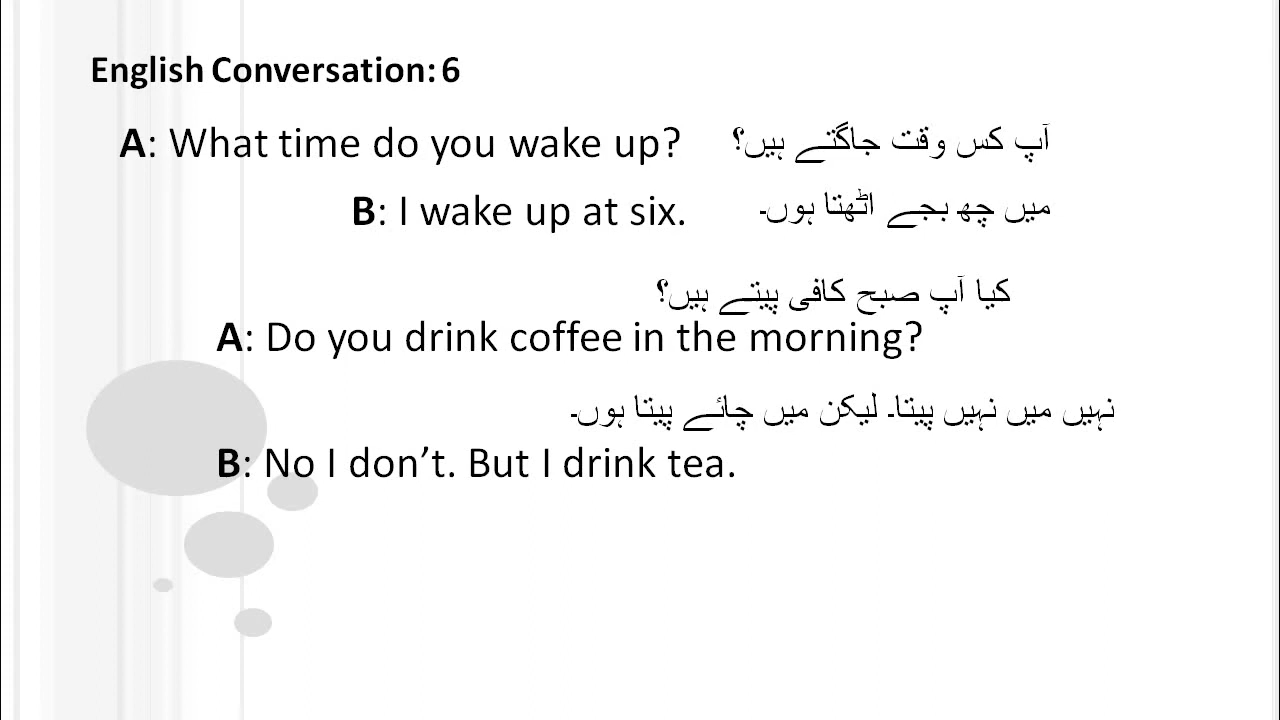 English Conversation: 6
A: What time do you wake up? آپ کس وقت جاگتے ہیں؟
B: I wake up at six. میں چھ بجے اٹھتا ہوں۔
کیا آپ صبح کافی پیتے ہیں؟
A: Do you drink coffee in the morning?
نہیں میں نہیں پیتا۔ لیکن میں چائے پیتا ہوں۔
B: No I don’t. But I drink tea.